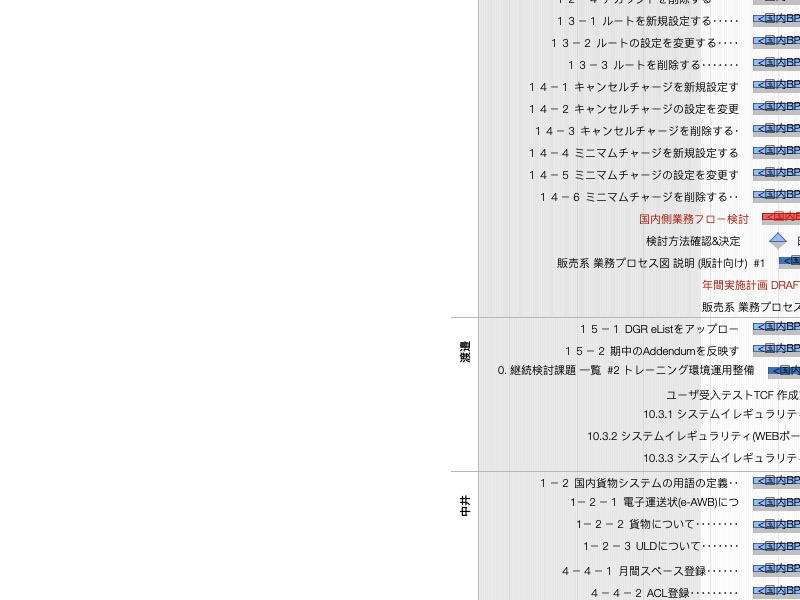 １２－４ アカウントを削除する
１３－１ ルートを新規設定する‥‥‥ <国内BP
１３－２ ルートの設定を変更する‥‥ <国内BP
１３－３ ルートを削除する‥‥‥‥ <国内BP
１４－１ キャンセルチャージを新規設定す <国内BP
１４－２ キャンセルチャージの設定を変更 <国内BP
１４－３ キャンセルチャージを削除する‥ <国内BP
１４－４ ミニマムチャージを新規設定する <国内BP
１４－５ ミニマムチャージの設定を変更す <国内BP
１４－６ ミニマムチャージを削除する‥ <国内BP
国内側業務フロー検討 <国内B
検討方法確認&決定
販売系 業務プロセス図 説明 (販計向け) #1 <国
年間実施計画 DRAF
販売系 業務プロセス
１５－１ DGR eListをアップロー <国内BP
渡邉
１５－２ 期中のAddendumを反映す <国内BP
0. 継続検討課題 一覧 #2 トレーニング環境運用整備 <国内
ユーザ受入テストTCF 作成
10.3.1 システムイレギュラリテ
10.3.2 システムイレギュラリティ(WEBポー
10.3.3 システムイレギュラリテ
１－２ 国内貨物システムの用語の定義‥ <国内BP
中井
１－２－１ 電子運送状(e-AWB)につ <国内BP
１－２－２ 貨物について‥‥‥‥ <国内BP
１－２－３ ULDについて‥‥‥ <国内BP
４－４－１ 月間スペース登録‥‥‥ <国内BP
４－４－２ ACL登録‥‥‥‥‥ <国内BP